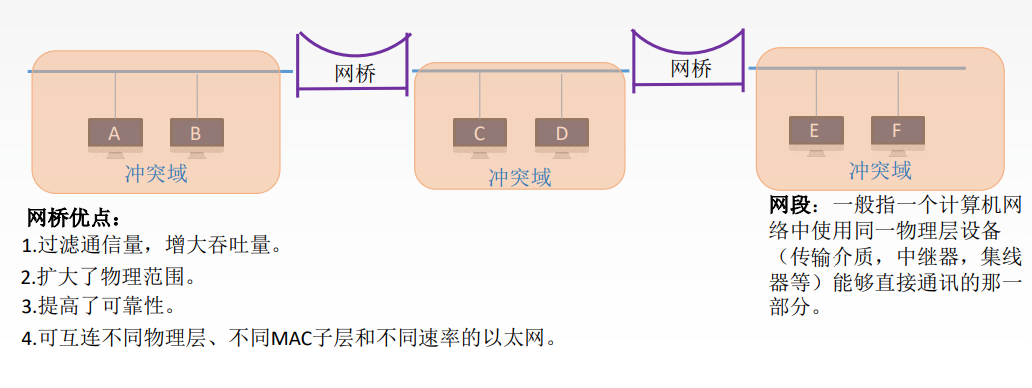 网桥
网桥
A
B
C
D
E
F
冲突域
冲突域
冲突域
网桥优点：
1.过滤通信量，增大吞吐量。
2.扩大了物理范围。
3.提高了可靠性。
4.可互连不同物理层、不同MAC子层和不同速率的以太网。
网段：一般指一个计算机网
络中使用同一物理层设备
（传输介质，中继器，集线
器等）能够直接通讯的那一
部分。